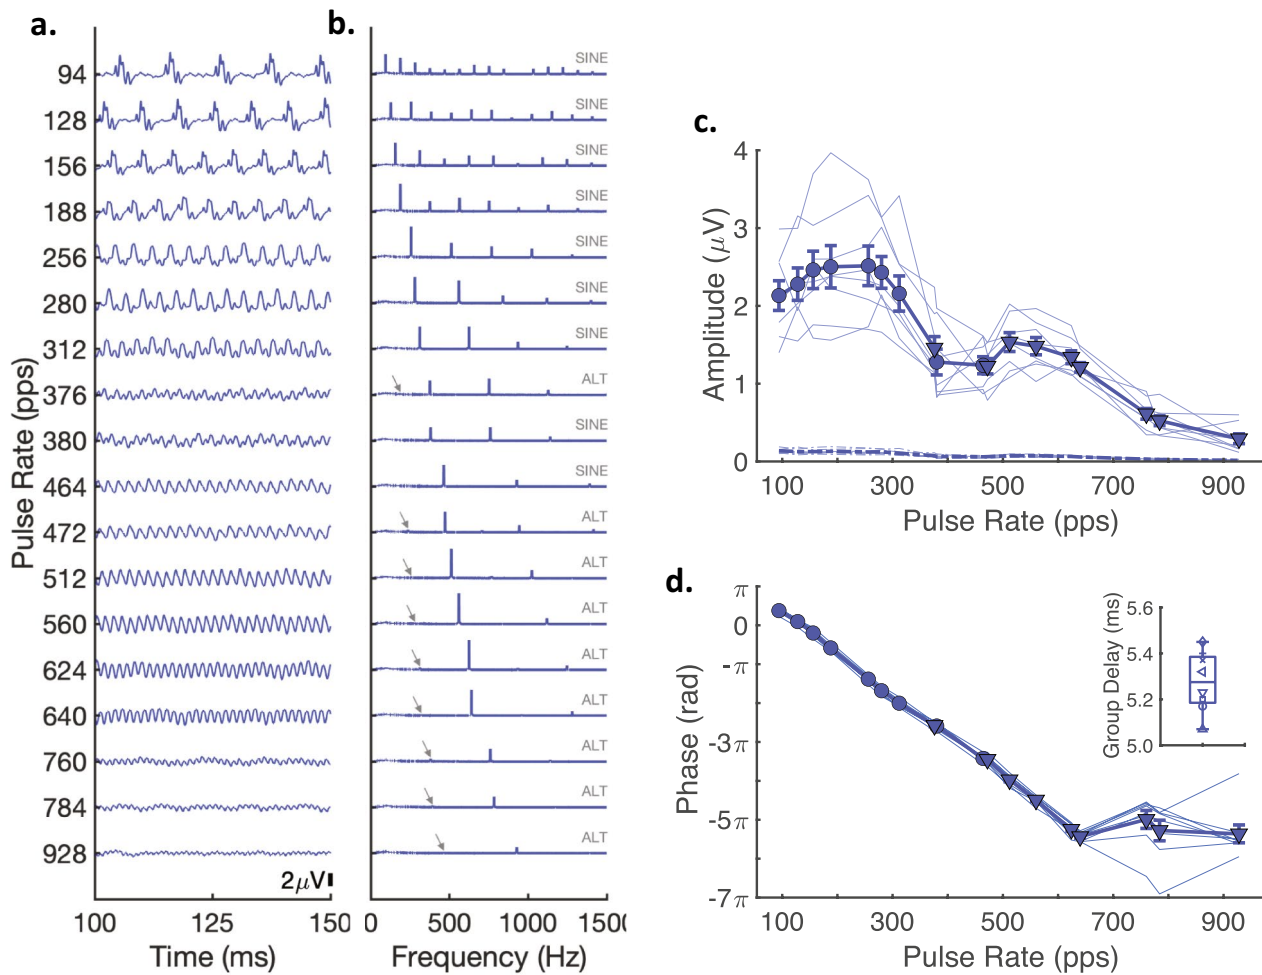 a.
b.
Pulse Rate (pps)
94
128
156
188
256
280
312
376
380
464
472
512
560
624
640
760
784
928
SINE
SINE
SINE
SINE
SINE
SINE
SINE
ALT
SINE
SINE
ALT
ALT
ALT
ALT
ALT
ALT
ALT
ALT
2μV
100 125 150
Time (ms)
0 500 1000 150
Frequency (Hz)
c.
Amplitude (μV)
4
3
2
1
0
100 300 500 700 900
Pulse Rate (pps)
d.
Phase (rad)
π
0
-π
-3π
-5π
-7π
100 300 500 700 900
Pulse Rate (pps)
Group Delay (ms)
5.6
5.4
5.2
5.0